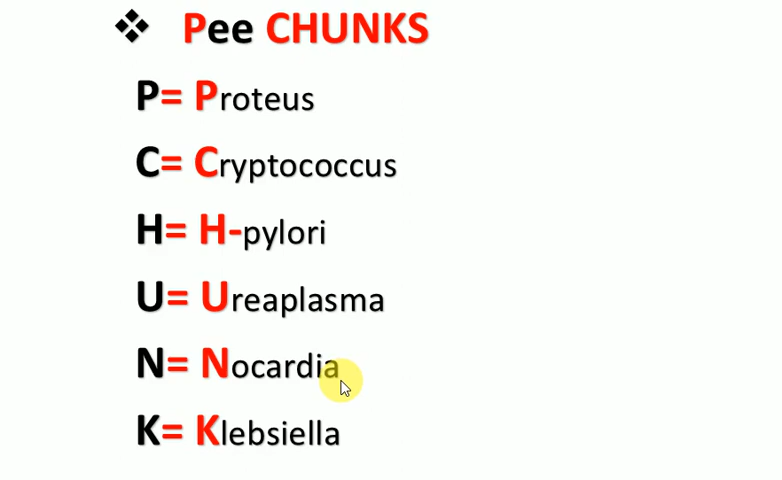 Pee CHUNKS
P= Proteus
C= Cryptococcus
H= H-pylori
U= Ureaplasma
N= Nocardia
K= Klebsiella